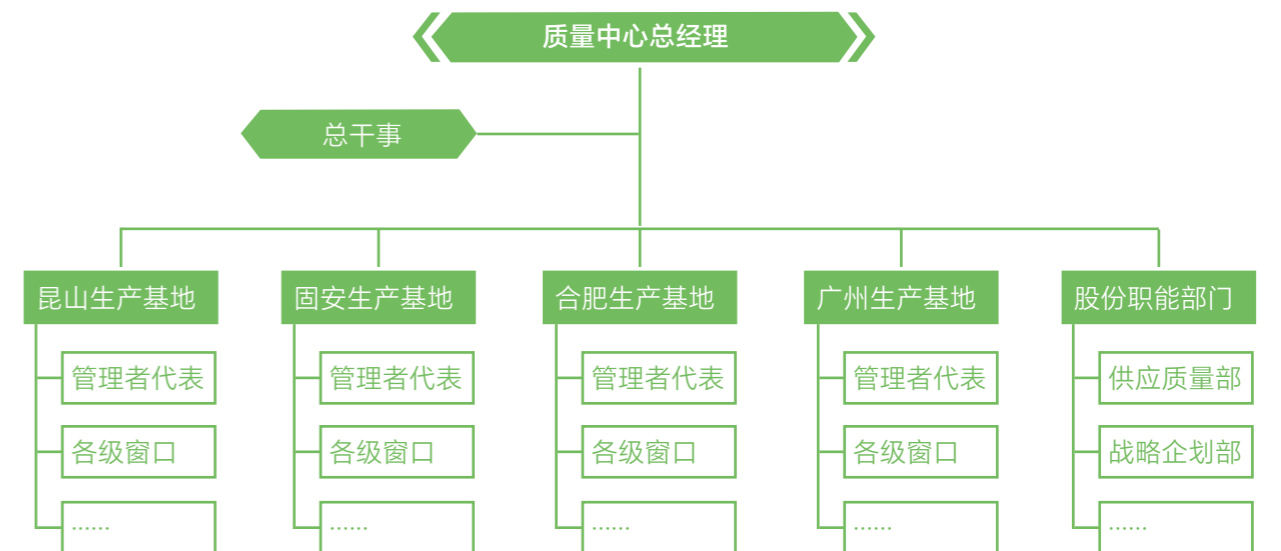 质量中心总经理
总干事
昆山生产基地
固安生产基地
合肥生产基地
广州生产基地
股份职能部门
管理者代表
管理者代表
管理者代表
管理者代表
供应质量部
各级窗口
各级窗口
各级窗口
各级窗口
战略企划部
······
······
······
······
······